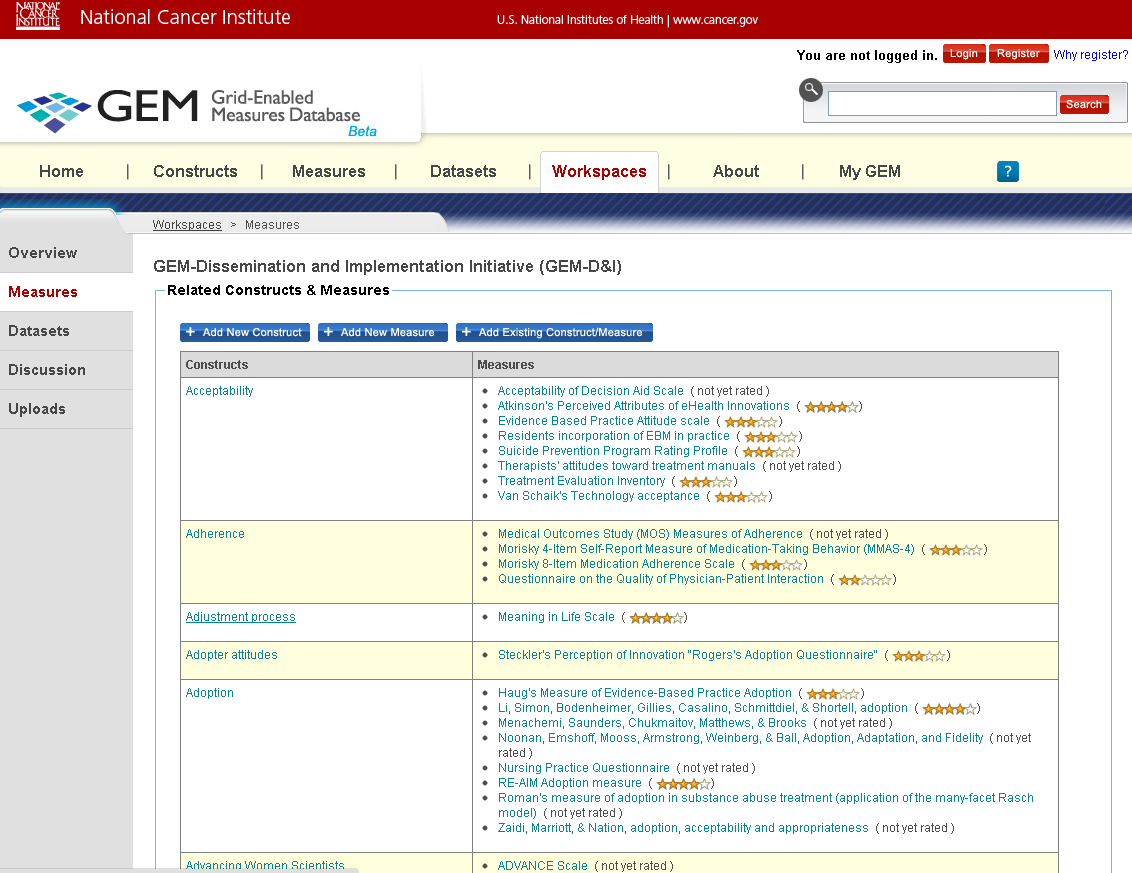 NATIONAL CANCER INSTITUTE
National Cancer Institute
U.S. National Institutes of Health | www.cancer.gov
You are not logged in. Login Register Why register?
Search
GEM Grid-Enabled Measures Database
Beta
Home | Constructs | Measures | Datasets | Workspaces | About | My GEM ?
Workspaces > Measures
Overview
Measures
Datasets
Discussion
Uploads
GEM-Dissemination and Implementation Initiative (GEM-D&I)
Related Constructs & Measures
+ Add New Construct + Add New Measure + Add Existing Construct/Measure
Constructs Measures
Acceptability
Acceptability of Decision Aid Scale ( not yet rated )
Atkinson's Perceived Attributes of eHealth Innovations ( )
Evidence Based Practice Attitude scale ( )
Residents incorporation of EBM in practice ( )
Suicide Prevention Program Rating Profile ( )
Therapists' attitudes toward treatment manuals ( not yet rated )
Treatment Evaluation Inventory ( )
Van Schaik's Technology acceptance ( )
Adherence
Medical Outcomes Study (MOS) Measures of Adherence ( not yet rated )
Morisky 4-Item Self-Report Measure of Medication-Taking Behavior (MMAS-4) ( )
Morisky 8-Item Medication Adherence Scale ( )
Questionnaire on the Quality of Physician-Patient Interaction ( )
Adjustment process
Meaning in Life Scale ( )
Adopter attitudes
Steckler's Perception of Innovation "Rogers's Adoption Questionnaire" ( )
Adoption
Haug's Measure of Evidence-Based Practice Adoption ( )
Li, Simon, Bodenheimer, Gillies, Casalino, Schmittdiel, & Shortell, adoption ( )
Menachemi, Saunders, Chukmaitov, Matthews, & Brooks ( not yet rated )
Noonan, Emshoff, Mooss, Armstrong, Weinberg, & Ball, Adoption, Adaptation, and Fidelity ( not yet
rated )
Nursing Practice Questionnaire ( not yet rated )
RE-AIM Adoption measure ( )
Roman's measure of adoption in substance abuse treatment (application of the many-facet Rasch
model) ( not yet rated )
Zaidi, Marriott, & Nation, adoption, acceptability and appropriateness ( not yet rated )
Advancing Women Scientists
ADVANCE Scale ( not yet rated )